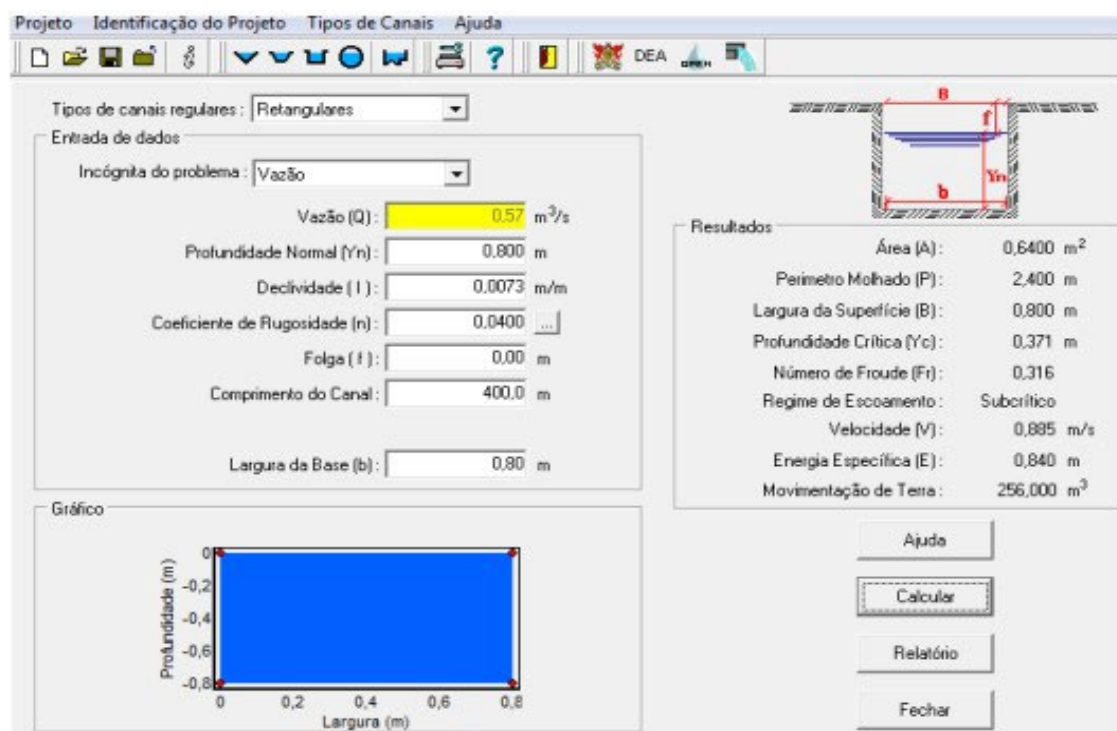 Projeto Identificação do Projeto Tipos de Canais Ajuda
? DEA
Tipos de canais regulares : Retangulares
Entrada de dados
Incógnita do problema : Vazão
Vazão (Q) : 0,57 m³/s
Profundidade Normal (Yn) : 0,800 m
Declividade ( I ) : 0,0073 m/m
Coeficiente de Rugosidade (n) : 0,0400 ...
Folga ( f ) : 0,00 m
Comprimento do Canal : 400,0 m
Largura da Base (b) : 0,80 m
B
f
Yn
b
Resultados
Área (A) : 0,6400 m²
Perimetro Molhado (P) : 2,400 m
Largura da Superfície (B) : 0,800 m
Profundidade Crítica (Yc) : 0,371 m
Número de Froude (Fr) : 0,316
Regime de Escoamento : Subcrítico
Velocidade (V) : 0,885 m/s
Energia Específica (E) : 0,840 m
Movimentação de Terra : 256,000 m³
Gráfico
Profundidade (m)
0
-0,2
-0,4
-0,6
-0,8
0 0,2 0,4 0,6 0,8
Largura (m)
Ajuda
Calcular
Relatório
Fechar